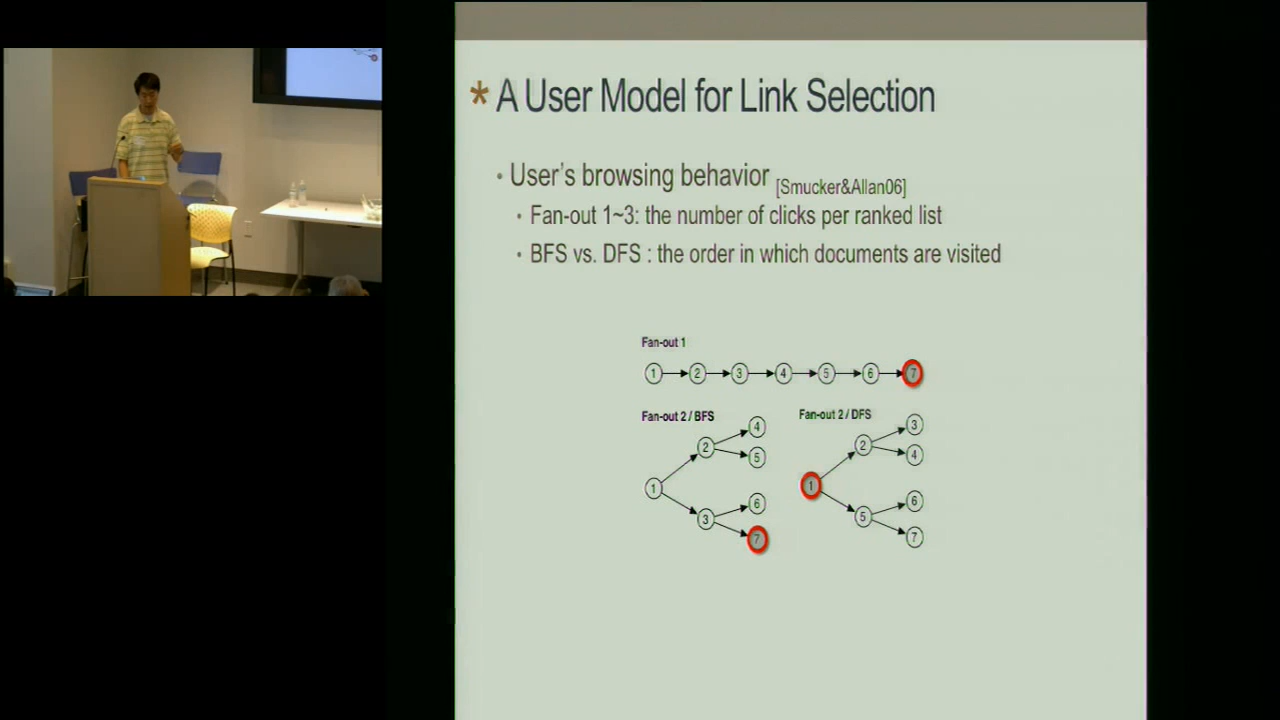 * A User Model for Link Selection
• User's browsing behavior [Smucker&Allan06]
• Fan-out 1~3: the number of clicks per ranked list
• BFS vs. DFS : the order in which documents are visited
Fan-out 1
1 2 3 4 5 6 7
Fan-out 2 / BFS
1 2 3 4 5 6 7
Fan-out 2 / DFS
1 2 3 4 5 6 7